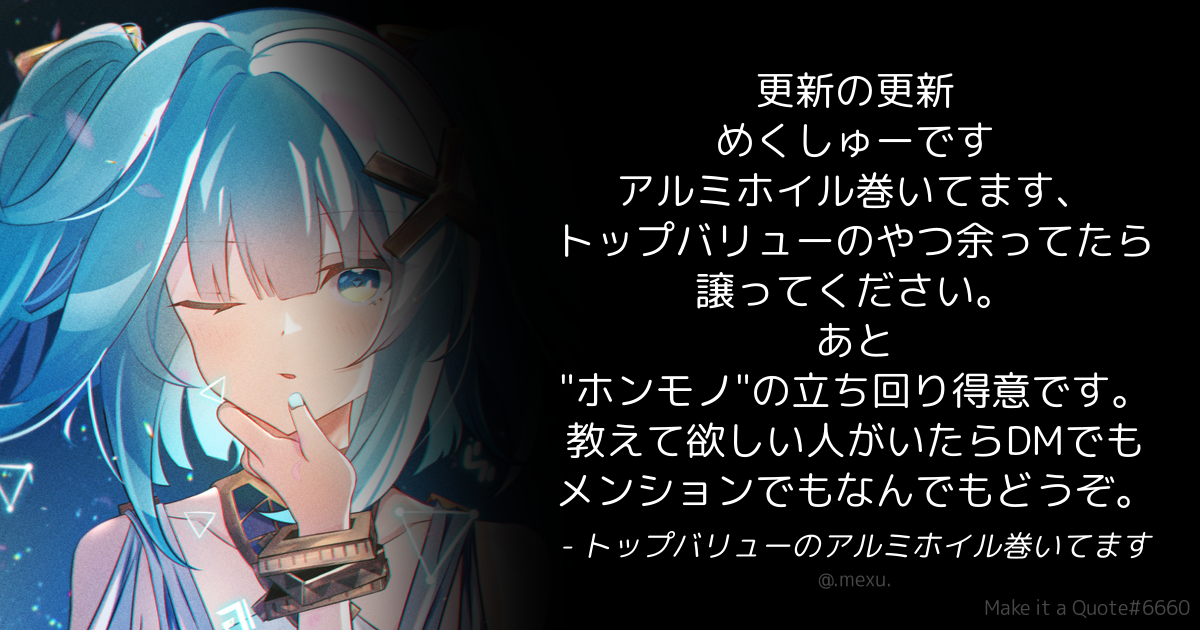 更新の更新
めくしゅーです
アルミホイル巻いてます、
トップバリューのやつ余ってたら
譲ってください。
あと
"ホンモノ"の立ち回り得意です。
教えて欲しい人がいたらDMでも
メンションでもなんでもどうぞ。
- トップバリューのアルミホイル巻いてます
@.mexu.
Make it a Quote#6660